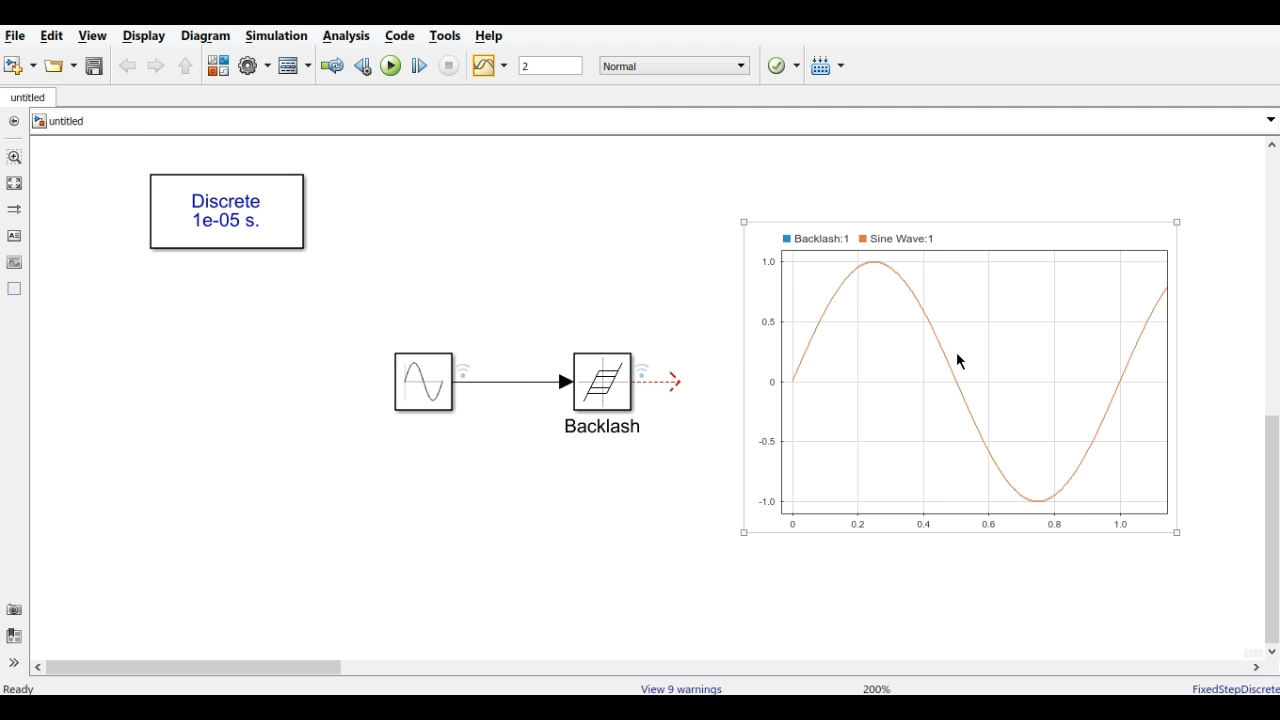 File Edit View Display Diagram Simulation Analysis Code Tools Help
2 Normal
untitled
untitled
Discrete
1e-05 s.
Backlash
Backlash:1 Sine Wave:1
1.0
0.5
0
-0.5
-1.0
0 0.2 0.4 0.6 0.8 1.0
Ready View 9 warnings 200% FixedStepDiscrete